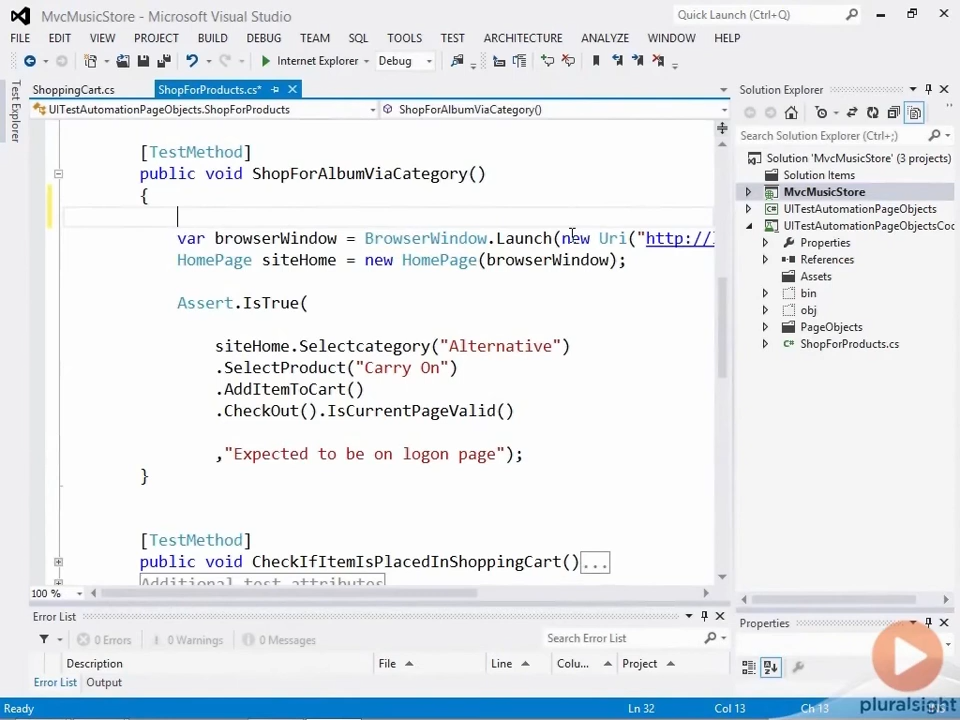 MvcMusicStore - Microsoft Visual Studio
Quick Launch (Ctrl+Q)
FILE EDIT VIEW PROJECT BUILD DEBUG TEAM SQL TOOLS TEST ARCHITECTURE ANALYZE WINDOW HELP
Internet Explorer Debug
Test Explorer
ShoppingCart.cs ShopForProducts.cs*
UITestAutomationPageObjects.ShopForProducts ShopForAlbumViaCategory()
[TestMethod]
public void ShopForAlbumViaCategory()
{
var browserWindow = BrowserWindow.Launch(new Uri("http://
HomePage siteHome = new HomePage(browserWindow);
Assert.IsTrue(
siteHome.Selectcategory("Alternative")
.SelectProduct("Carry On")
.AddItemToCart()
.CheckOut().IsCurrentPageValid()
,"Expected to be on logon page");
}
[TestMethod]
public void CheckIfItemIsPlacedInShoppingCart()...
Additional test attributes
100 %
Solution Explorer
Search Solution Explorer (Ctrl+;)
Solution 'MvcMusicStore' (3 projects)
Solution Items
MvcMusicStore
UITestAutomationPageObjects
UITestAutomationPageObjectsCo
Properties
References
Assets
bin
obj
PageObjects
ShopForProducts.cs
Error List
0 Errors 0 Warnings 0 Messages Search Error List
Description File Line Colu... Project
Error List Output
Properties
pluralsight
Ready Ln 32 Col 13 Ch 13